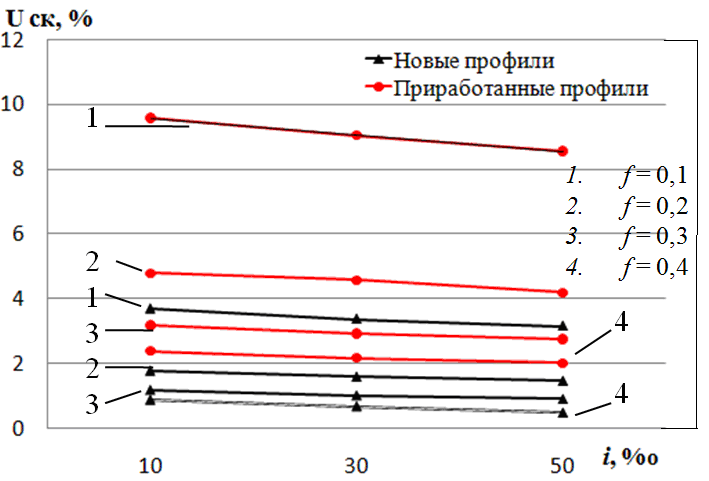 U ск, %
12
Новые профили
Приработанные профили
10
1
8
1. f = 0,1
2. f = 0,2
6
3. f = 0,3
2
4. f = 0,4
4
1
3
4
2
2
3
4
0
10 30 50 i, ‰